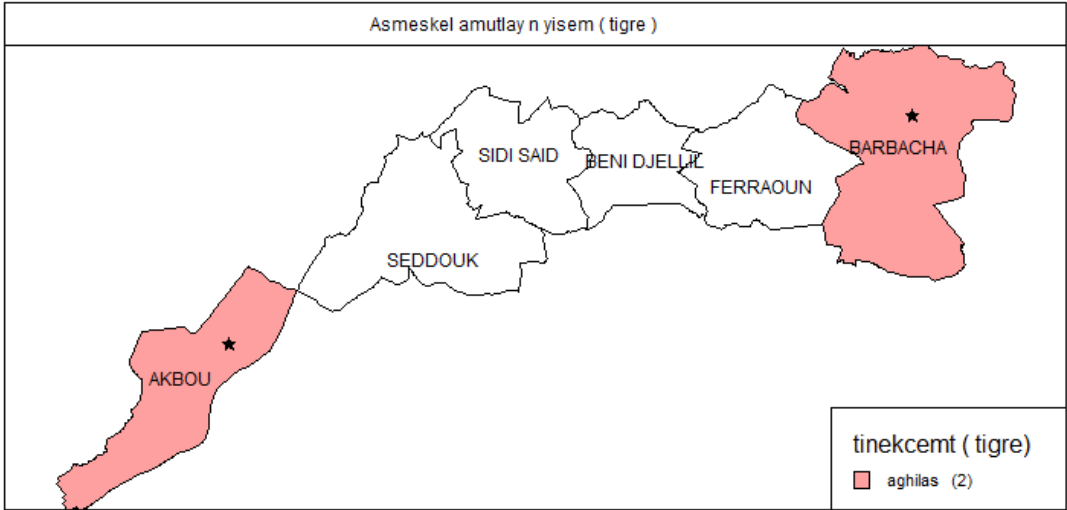 Asmeskel amutlay n yisem ( tigre )
BARBACHA
SIDI SAID
BENI DJELLIL
FERRAOUN
SEDDOUK
AKBOU
tinekcemt ( tigre)
aghilas (2)